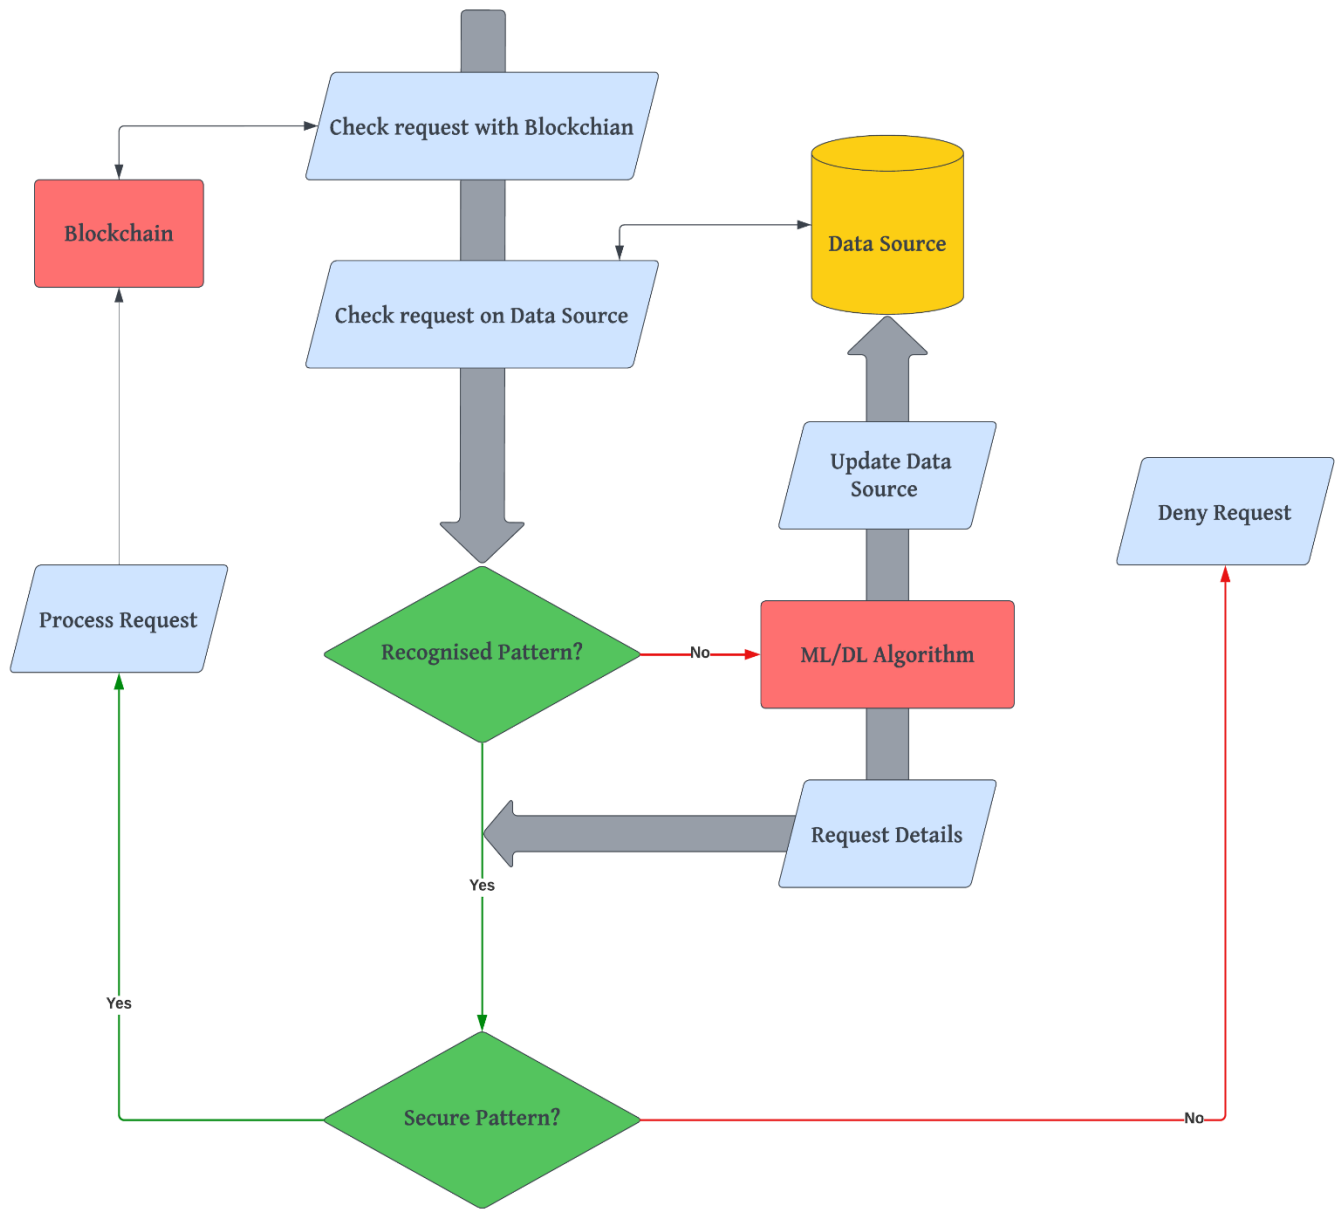 Check request with Blockchian
Blockchain
Data Source
Check request on Data Source
Update Data
Source
Deny Request
Process Request
Recognised Pattern?
No
ML/DL Algorithm
Request Details
Yes
Yes
Secure Pattern?
No